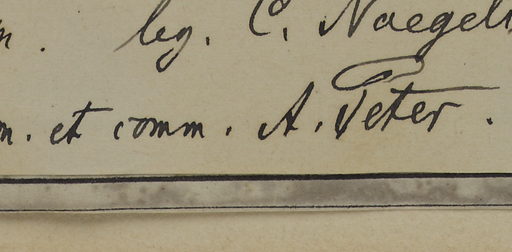 leg. C. Naegeli
et comm. A. Peter.